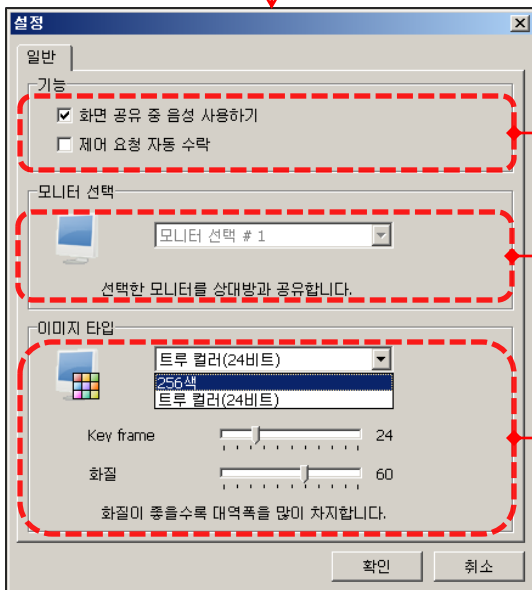 설정
일반
기능
화면 공유 중 음성 사용하기
제어 요청 자동 수락
모니터 선택
모니터 선택 # 1
선택한 모니터를 상대방과 공유합니다.
이미지 타입
트루 컬러(24비트)
256색
트루 컬러(24비트)
Key frame 24
화질 60
화질이 좋을수록 대역폭을 많이 차지합니다.
확인 취소